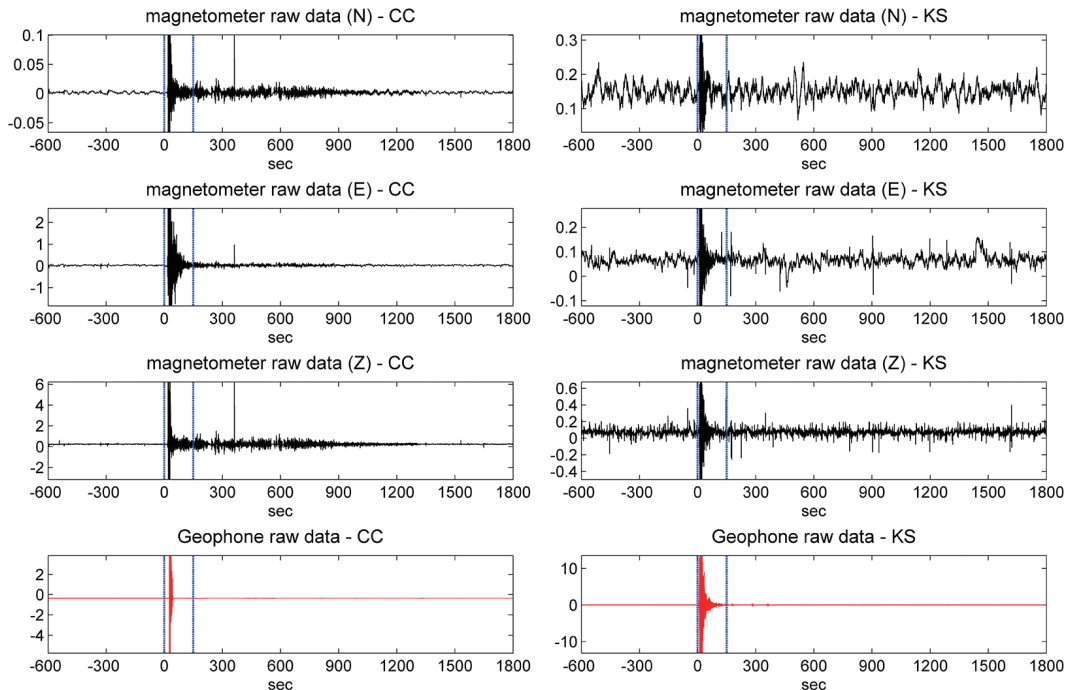 magnetometer raw data (N) - CC
0.1
0.05
0
-0.05
-600 -300 0 300 600 900 1200 1500 1800
sec
magnetometer raw data (N) - KS
0.3
0.2
0.1
-600 -300 0 300 600 900 1200 1500 1800
sec
magnetometer raw data (E) - CC
2
1
0
-1
-600 -300 0 300 600 900 1200 1500 1800
sec
magnetometer raw data (E) - KS
0.2
0.1
0
-0.1
-600 -300 0 300 600 900 1200 1500 1800
sec
magnetometer raw data (Z) - CC
6
4
2
0
-2
-600 -300 0 300 600 900 1200 1500 1800
sec
magnetometer raw data (Z) - KS
0.6
0.4
0.2
0
-0.2
-0.4
-600 -300 0 300 600 900 1200 1500 1800
sec
Geophone raw data - CC
2
0
-2
-4
-600 -300 0 300 600 900 1200 1500 1800
sec
Geophone raw data - KS
10
0
-10
-600 -300 0 300 600 900 1200 1500 1800
sec